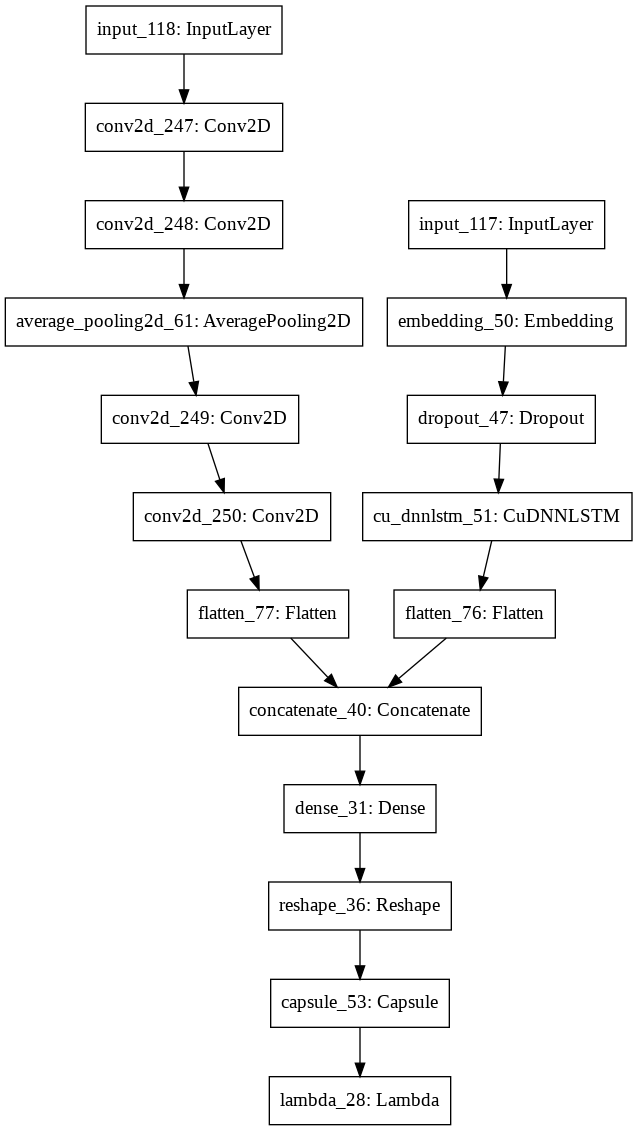 input_118: InputLayer
conv2d_247: Conv2D
conv2d_248: Conv2D
input_117: InputLayer
average_pooling2d_61: AveragePooling2D
embedding_50: Embedding
conv2d_249: Conv2D
dropout_47: Dropout
conv2d_250: Conv2D
cu_dnnlstm_51: CuDNNLSTM
flatten_77: Flatten
flatten_76: Flatten
concatenate_40: Concatenate
dense_31: Dense
reshape_36: Reshape
capsule_53: Capsule
lambda_28: Lambda